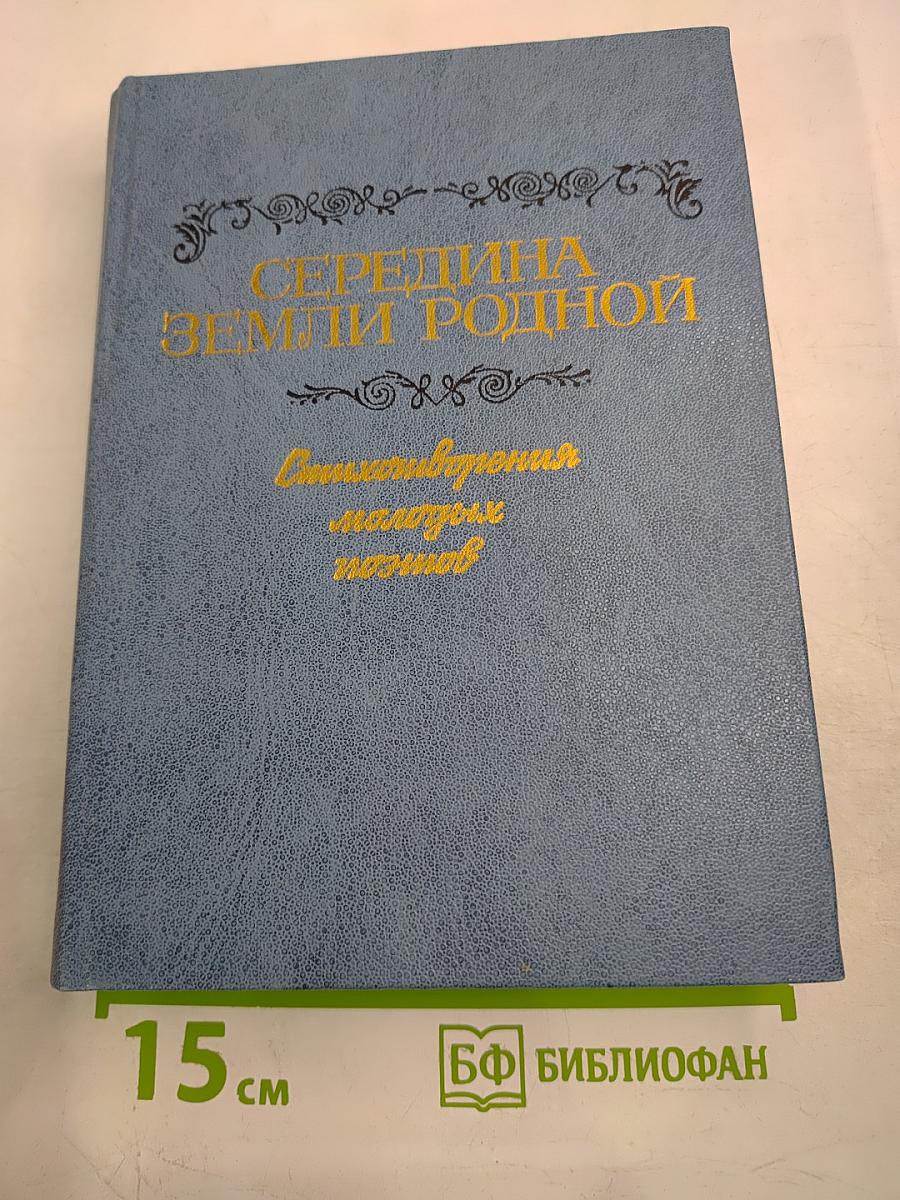 СЕРЕДИНА
ЗЕМЛИ РОДНОЙ
Стихотворения
молодых
поэтов
15 см
БФ БИБЛИОФАН